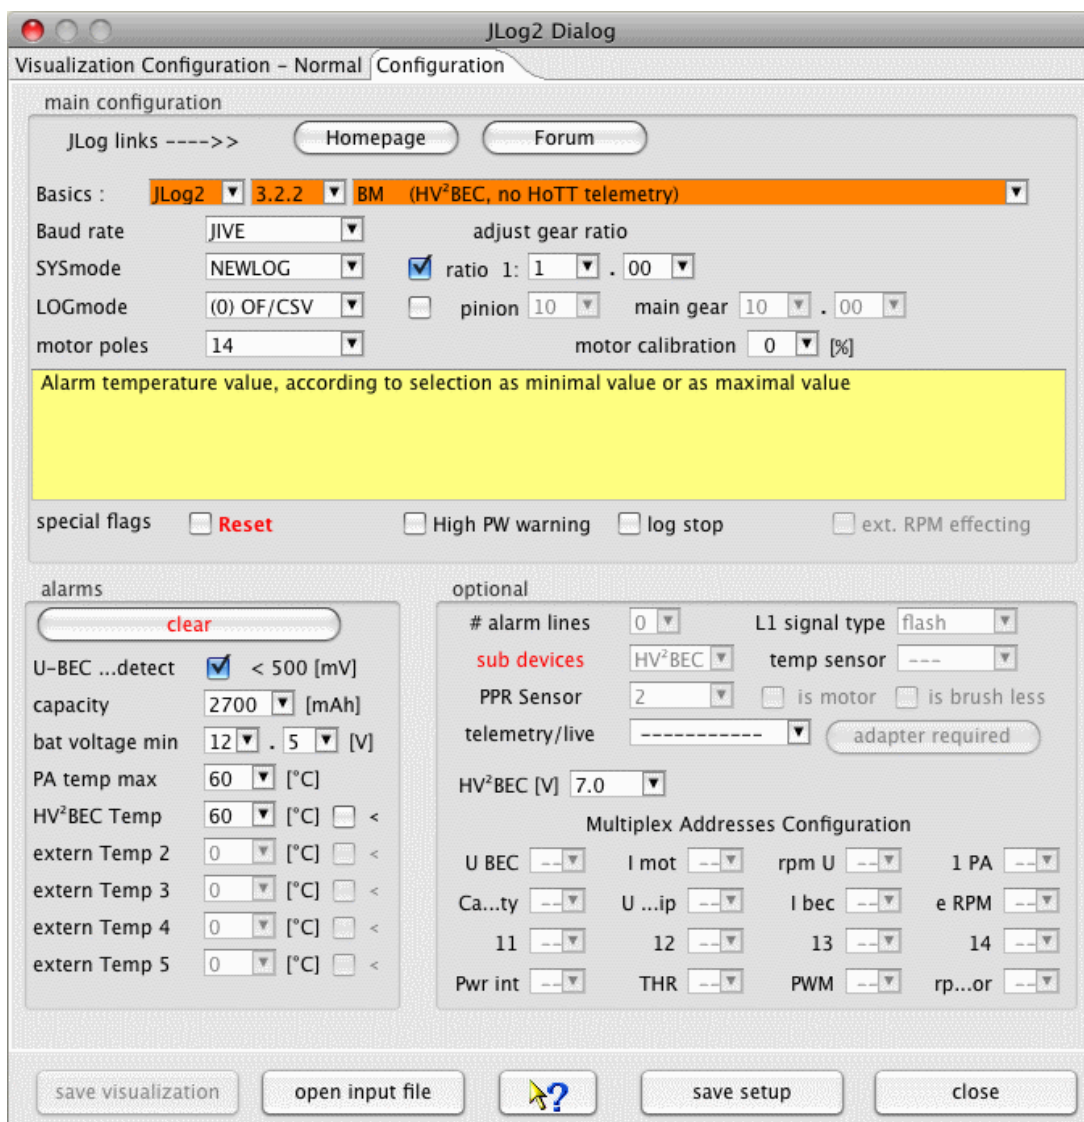 JLog2 Dialog
Visualization Configuration – Normal Configuration
main configuration
JLog links ---->> Homepage Forum
Basics : JLog2 3.2.2 BM (HV²BEC, no HoTT telemetry)
Baud rate JIVE adjust gear ratio
SYSmode NEWLOG ratio 1: 1 . 00
LOGmode (0) OF/CSV pinion 10 main gear 10 . 00
motor poles 14 motor calibration 0 [%]
Alarm temperature value, according to selection as minimal value or as maximal value
special flags Reset High PW warning log stop ext. RPM effecting
alarms
clear
U-BEC ...detect < 500 [mV]
capacity 2700 [mAh]
bat voltage min 12 . 5 [V]
PA temp max 60 [°C]
HV²BEC Temp 60 [°C] <
extern Temp 2 0 [°C] <
extern Temp 3 0 [°C] <
extern Temp 4 0 [°C] <
extern Temp 5 0 [°C] <
optional
# alarm lines 0 L1 signal type flash
sub devices HV²BEC temp sensor ---
PPR Sensor 2 is motor is brush less
telemetry/live ----------- adapter required
HV²BEC [V] 7.0
Multiplex Addresses Configuration
U BEC -- I mot -- rpm U -- 1 PA --
Ca...ty -- U ...ip -- I bec -- e RPM --
11 -- 12 -- 13 -- 14 --
Pwr int -- THR -- PWM -- rp...or --
save visualization open input file ? save setup close